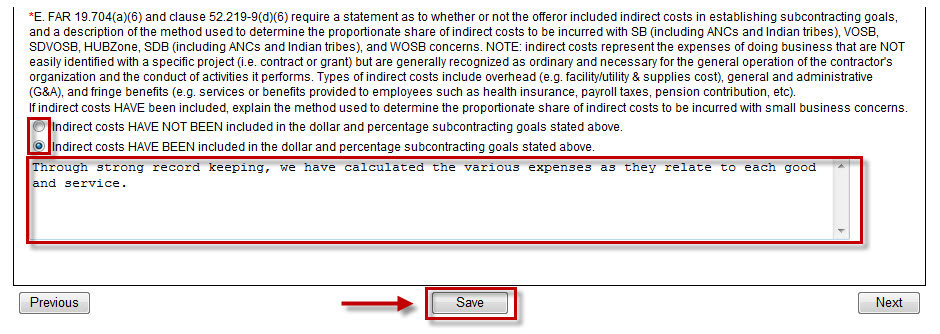 *E. FAR 19.704(a)(6) and clause 52.219-9(d)(6) require a statement as to whether or not the offeror included indirect costs in establishing subcontracting goals,
and a description of the method used to determine the proportionate share of indirect costs to be incurred with SB (including ANCs and Indian tribes), VOSB,
SDVOSB, HUBZone, SDB (including ANCs and Indian tribes), and WOSB concerns. NOTE: indirect costs represent the expenses of doing business that are NOT
easily identified with a specific project (i.e. contract or grant) but are generally recognized as ordinary and necessary for the general operation of the contractor's
organization and the conduct of activities it performs. Types of indirect costs include overhead (e.g. facility/utility & supplies cost), general and administrative
(G&A), and fringe benefits (e.g. services or benefits provided to employees such as health insurance, payroll taxes, pension contribution, etc).
If indirect costs HAVE been included, explain the method used to determine the proportionate share of indirect costs to be incurred with small business concerns.
Indirect costs HAVE NOT BEEN included in the dollar and percentage subcontracting goals stated above.
Indirect costs HAVE BEEN included in the dollar and percentage subcontracting goals stated above.
Through strong record keeping, we have calculated the various expenses as they relate to each good
and service.
Previous
Save
Next